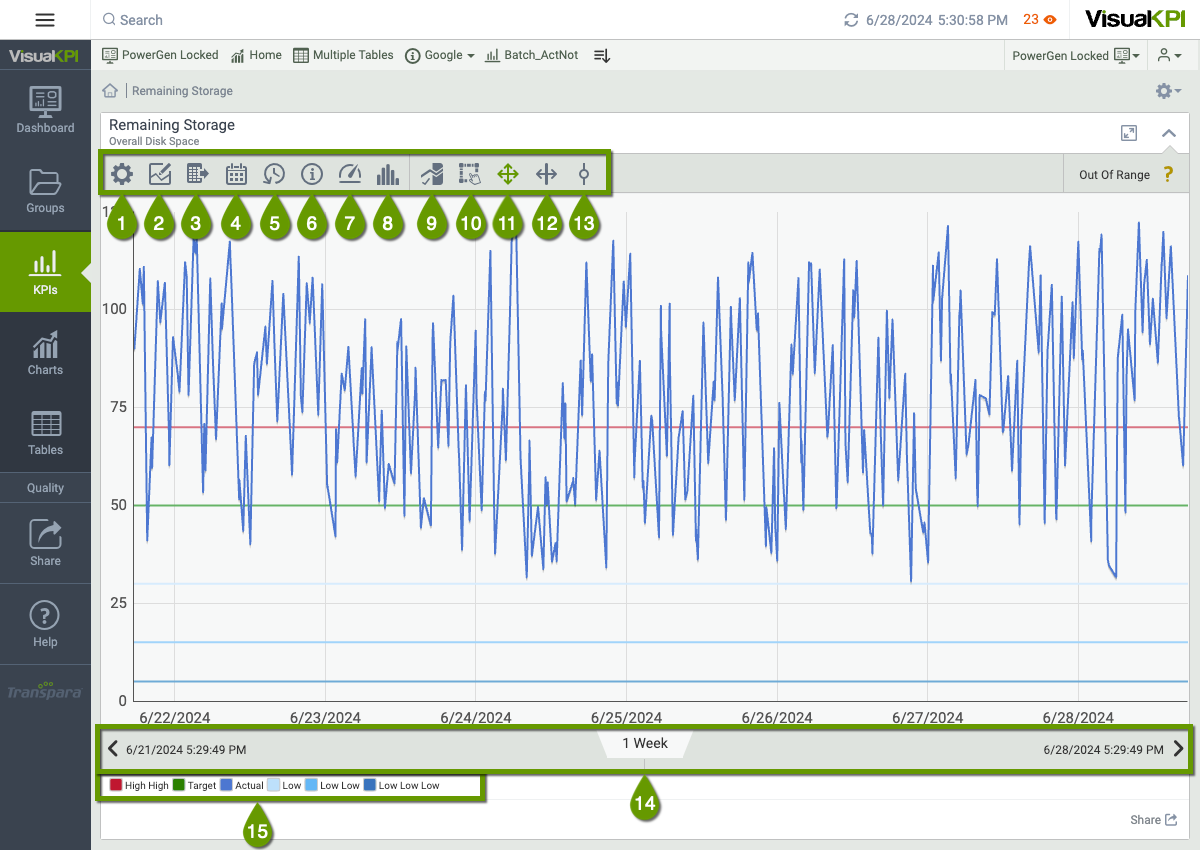 Search
6/28/2024 5:30:58 PM
23
VisualKPI
VisualKPI
PowerGen Locked
Home
Multiple Tables
Google
Batch_ActNot
PowerGen Locked
Remaining Storage
Dashboard
Groups
KPIs
Charts
Tables
Quality
Share
Help
Transpara
Remaining Storage
Overall Disk Space
Out Of Range
?
1
2
3
4
5
6
7
8
9
10
11
12
13
100
75
50
25
0
6/22/2024
6/23/2024
6/24/2024
6/25/2024
6/26/2024
6/27/2024
6/28/2024
6/21/2024 5:29:49 PM
1 Week
6/28/2024 5:29:49 PM
High High
Target
Actual
Low
Low Low
Low Low Low
14
15
Share